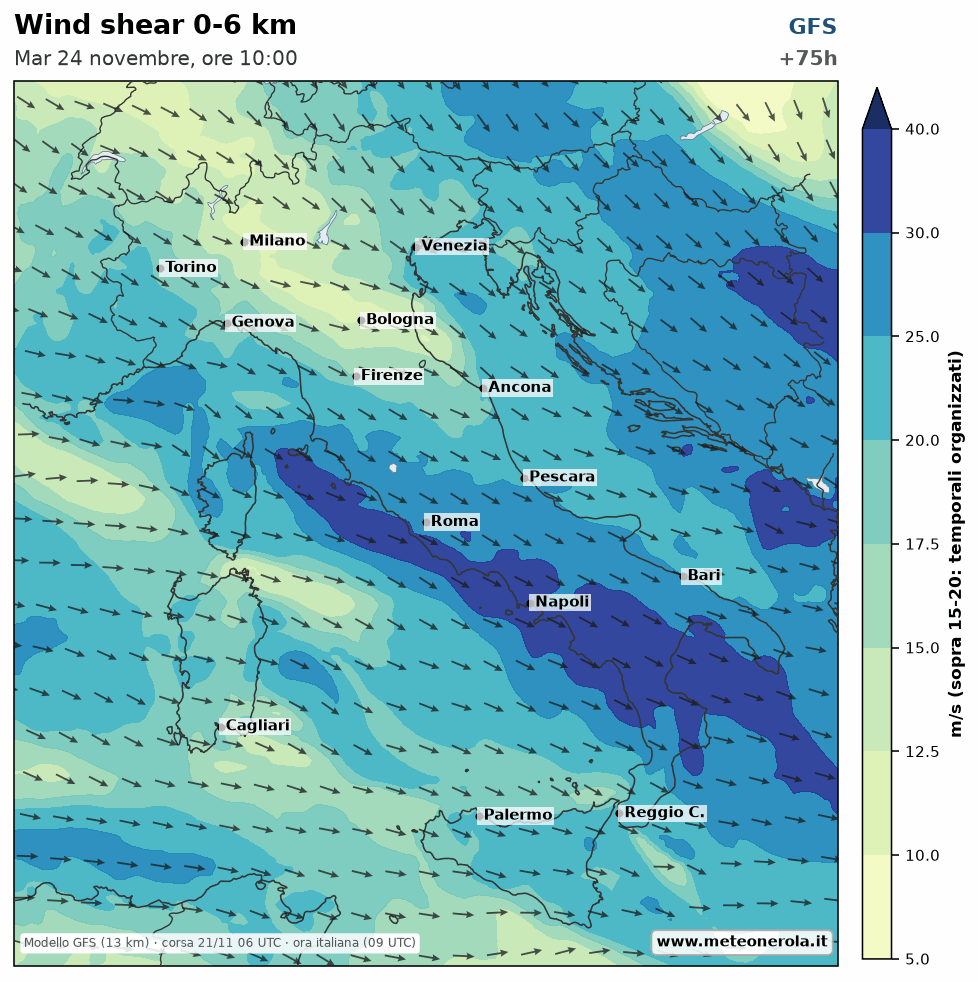 Wind shear 0-6 km
GFS
Mar 24 novembre, ore 10:00
+75h
Milano
Venezia
Torino
Genova
Bologna
Firenze
Ancona
Pescara
Roma
Bari
Napoli
Cagliari
Palermo
Reggio C.
40.0
30.0
25.0
20.0
17.5
15.0
12.5
10.0
5.0
m/s (sopra 15-20: temporali organizzati)
Modello GFS (13 km) · corsa 21/11 06 UTC · ora italiana (09 UTC)
www.meteonerola.it